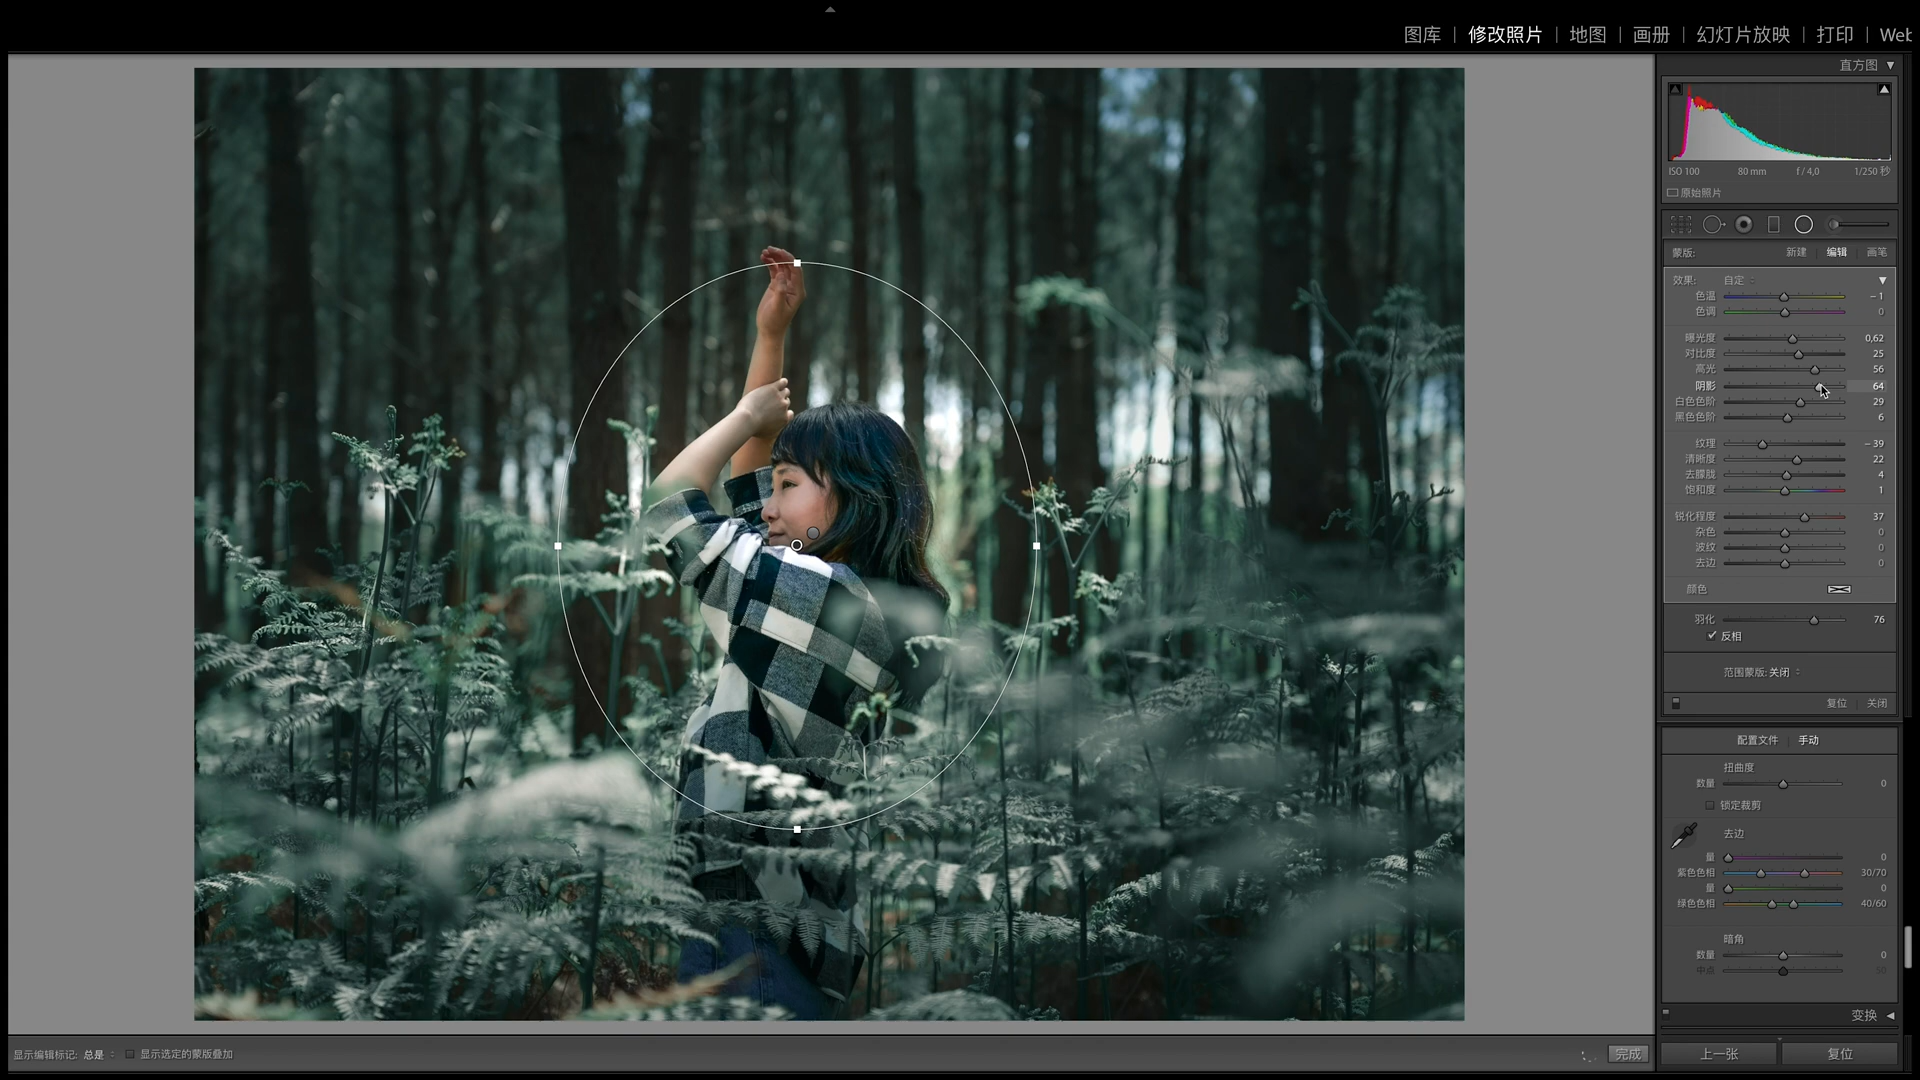 图库 | 修改照片 | 地图 | 画册 | 幻灯片放映 | 打印 | Web
直方图
ISO 100 80 mm f / 4,0 1/250 秒
原始照片
蒙版: 新建 编辑 画笔
效果: 自定
色温 −1
色调 0
曝光度 0,62
对比度 25
高光 56
阴影 64
白色色阶 29
黑色色阶 6
纹理 −39
清晰度 22
去朦胧 4
饱和度 1
锐化程度 37
杂色 0
波纹 0
去边 0
颜色
羽化 76
反相
范围蒙版: 关闭
复位 关闭
配置文件 手动
扭曲度
数量 0
锁定裁剪
去边
量 0
紫色色相 30/70
量 0
绿色色相 40/60
暗角
数量 0
中点 50
变换
显示编辑标记: 总是 显示选定的蒙版叠加 完成 上一张 复位